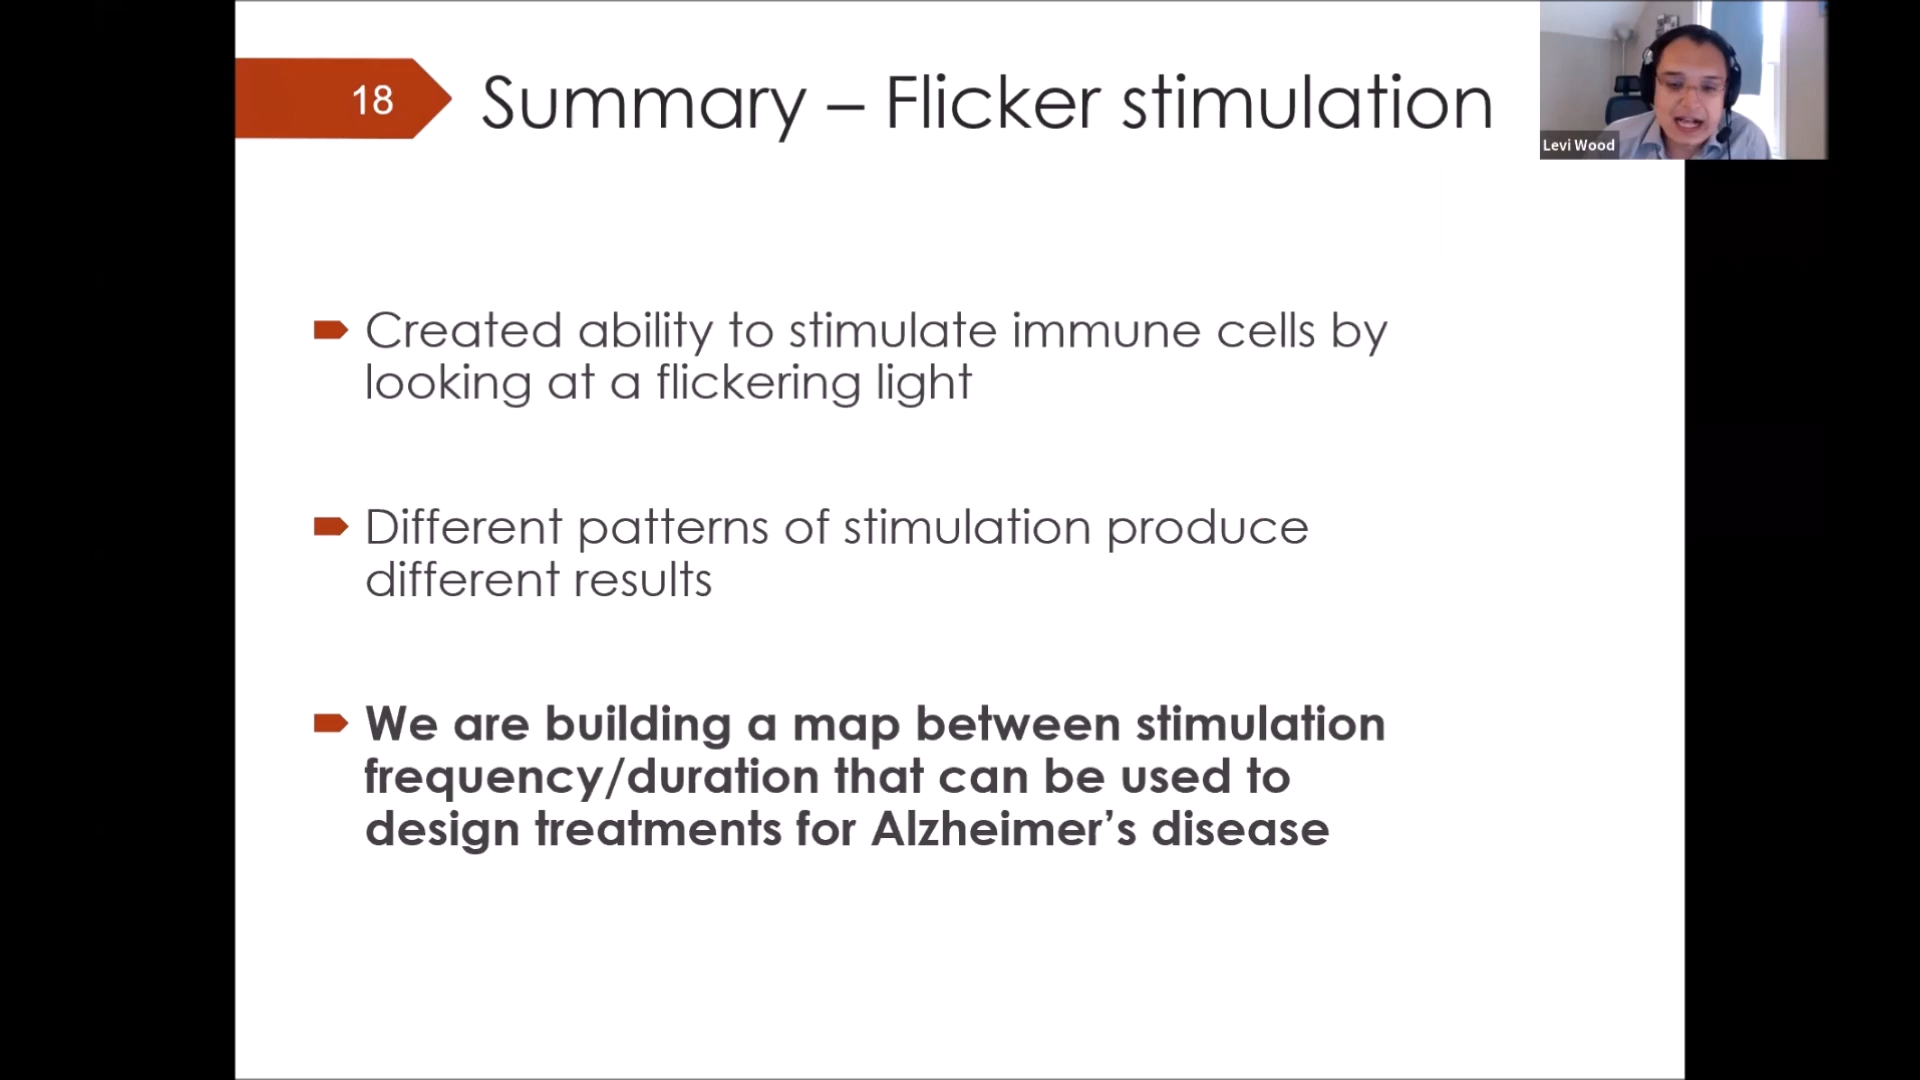 18
Summary – Flicker stimulation
Levi Wood
Created ability to stimulate immune cells by
looking at a flickering light
Different patterns of stimulation produce
different results
We are building a map between stimulation
frequency/duration that can be used to
design treatments for Alzheimer’s disease